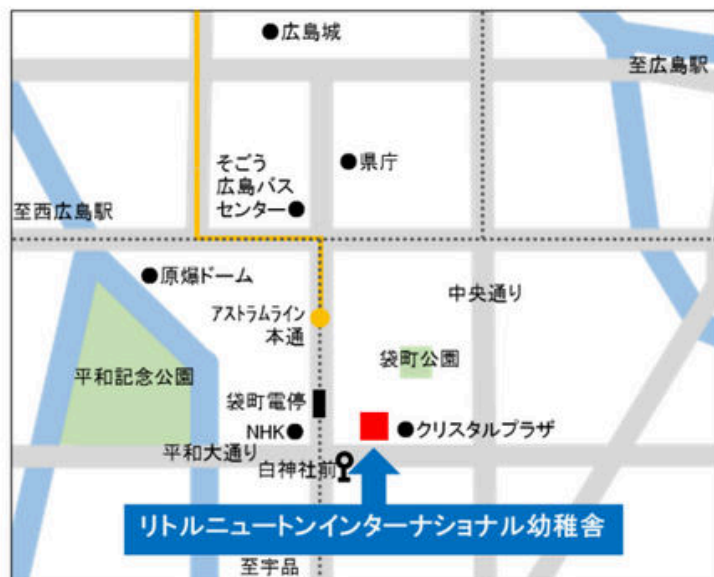 ●広島城
至広島駅
●県庁
そごう
広島バス
センター●
至西広島駅
●原爆ドーム
中央通り
アストラムライン
本通
袋町公園
平和記念公園
袋町電停
NHK●
●クリスタルプラザ
平和大通り
白神社前
リトルニュートンインターナショナル幼稚舎
至宇品